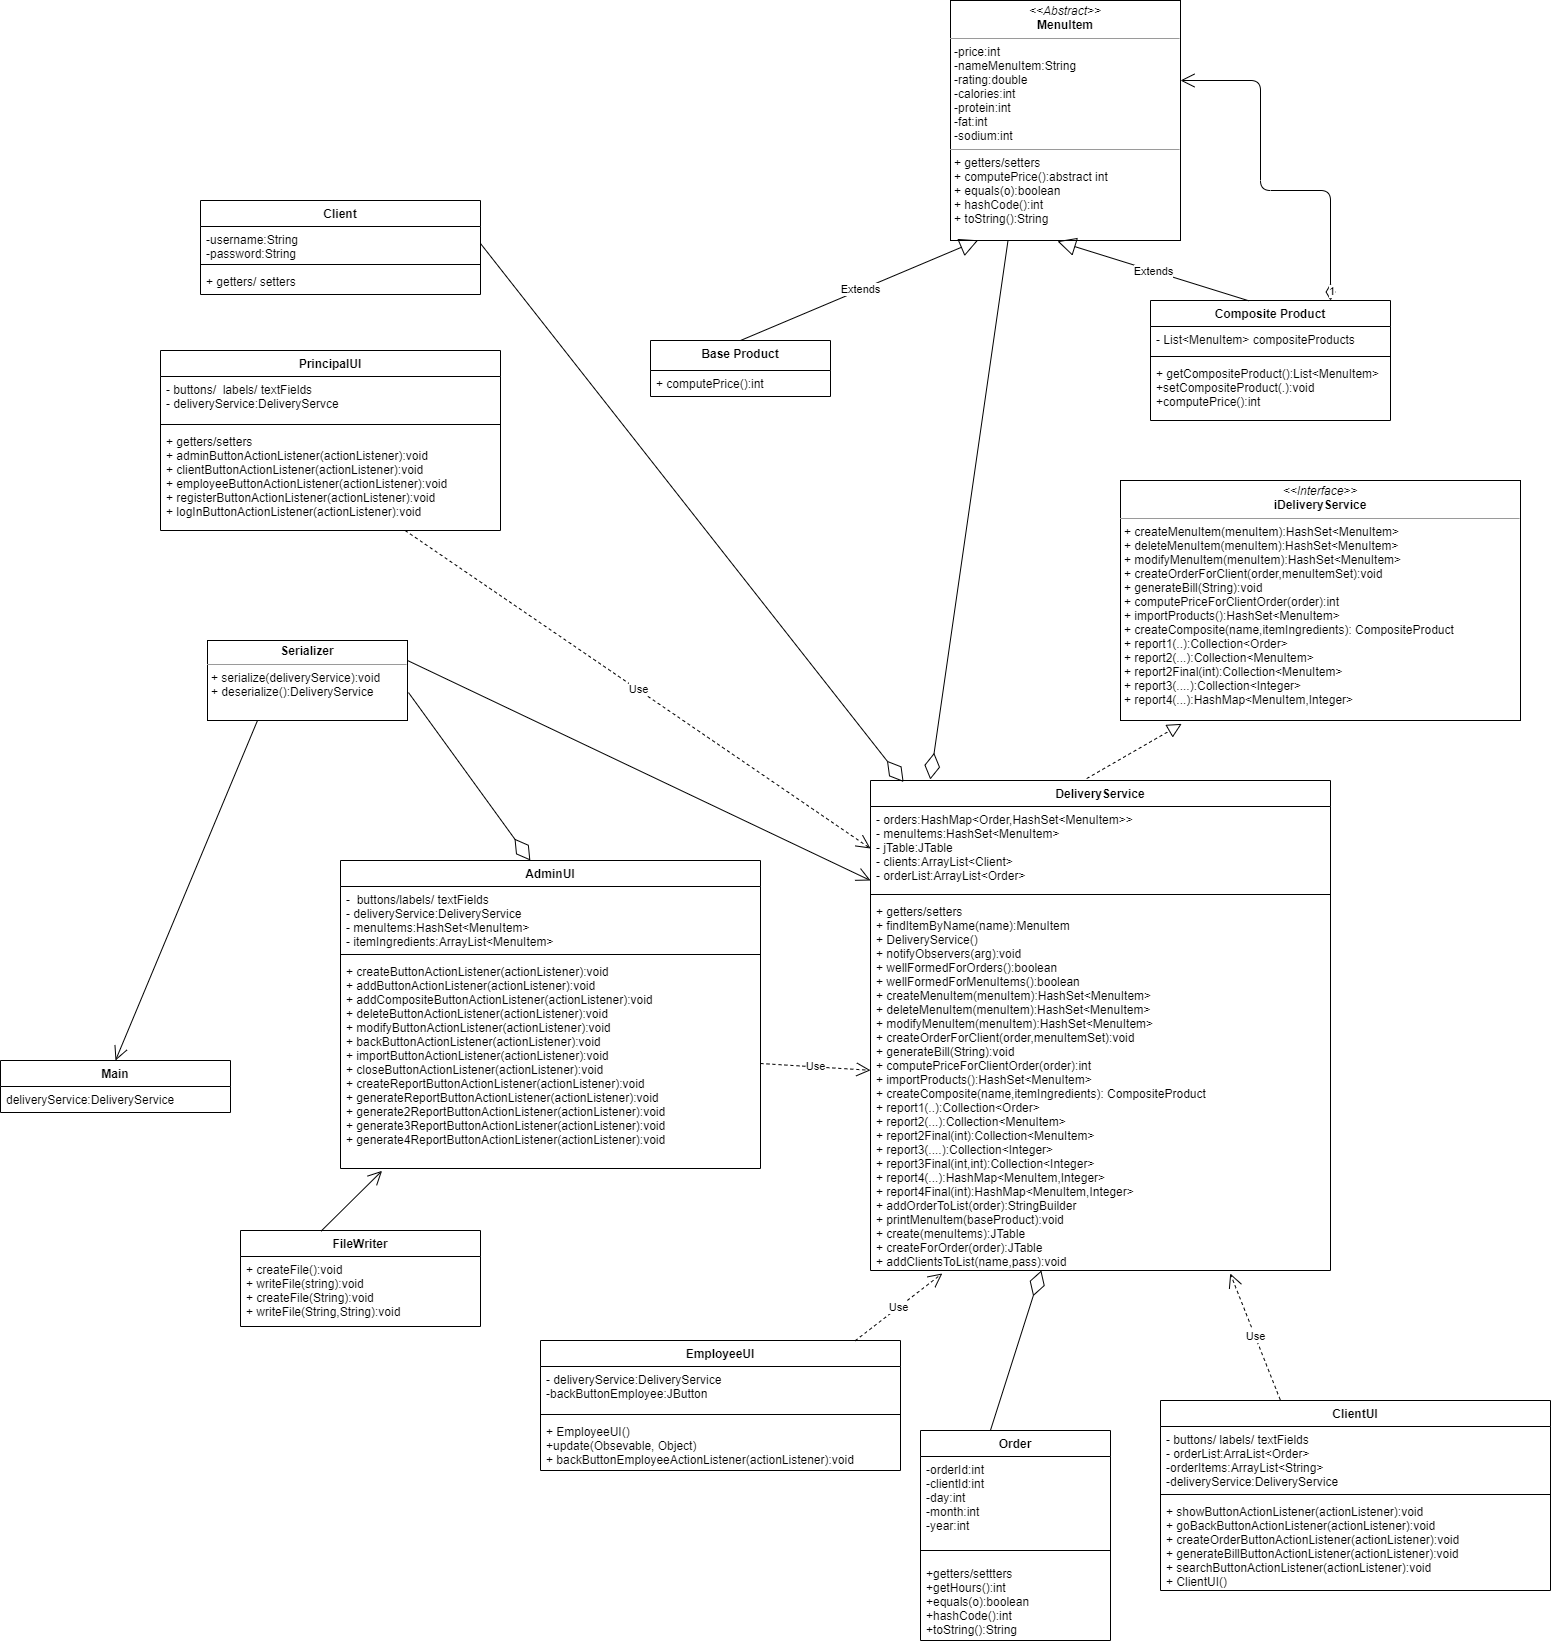 <<Abstract>>
MenuItem
-price:int
-nameMenuItem:String
-rating:double
-calories:int
-protein:int
-fat:int
-sodium:int
+ getters/setters
+ computePrice():abstract int
+ equals(o):boolean
+ hashCode():int
+ toString():String
Client
-username:String
-password:String
+ getters/ setters
Extends
Extends
1
Base Product
+ computePrice():int
Composite Product
- List<MenuItem> compositeProducts
+ getCompositeProduct():List<MenuItem>
+setCompositeProduct(.):void
+computePrice():int
PrincipalUI
- buttons/  labels/ textFields
- deliveryService:DeliveryServce
+ getters/setters
+ adminButtonActionListener(actionListener):void
+ clientButtonActionListener(actionListener):void
+ employeeButtonActionListener(actionListener):void
+ registerButtonActionListener(actionListener):void
+ logInButtonActionListener(actionListener):void
<<Interface>>
iDeliveryService
+ createMenuItem(menuItem):HashSet<MenuItem>
+ deleteMenuItem(menuItem):HashSet<MenuItem>
+ modifyMenuItem(menuItem):HashSet<MenuItem>
+ createOrderForClient(order,menuItemSet):void
+ generateBill(String):void
+ computePriceForClientOrder(order):int
+ importProducts():HashSet<MenuItem>
+ createComposite(name,itemIngredients): CompositeProduct
+ report1(..):Collection<Order>
+ report2(...):Collection<MenuItem>
+ report2Final(int):Collection<MenuItem>
+ report3(....):Collection<Integer>
+ report4(...):HashMap<MenuItem,Integer>
Serializer
+ serialize(deliveryService):void
+ deserialize():DeliveryService
Use
DeliveryService
- orders:HashMap<Order,HashSet<MenuItem>>
- menuItems:HashSet<MenuItem>
- jTable:JTable
- clients:ArrayList<Client>
- orderList:ArrayList<Order>
+ getters/setters
+ findItemByName(name):MenuItem
+ DeliveryService()
+ notifyObservers(arg):void
+ wellFormedForOrders():boolean
+ wellFormedForMenuItems():boolean
+ createMenuItem(menuItem):HashSet<MenuItem>
+ deleteMenuItem(menuItem):HashSet<MenuItem>
+ modifyMenuItem(menuItem):HashSet<MenuItem>
+ createOrderForClient(order,menuItemSet):void
+ generateBill(String):void
+ computePriceForClientOrder(order):int
+ importProducts():HashSet<MenuItem>
+ createComposite(name,itemIngredients): CompositeProduct
+ report1(..):Collection<Order>
+ report2(...):Collection<MenuItem>
+ report2Final(int):Collection<MenuItem>
+ report3(....):Collection<Integer>
+ report3Final(int,int):Collection<Integer>
+ report4(...):HashMap<MenuItem,Integer>
+ report4Final(int):HashMap<MenuItem,Integer>
+ addOrderToList(order):StringBuilder
+ printMenuItem(baseProduct):void
+ create(menuItems):JTable
+ createForOrder(order):JTable
+ addClientsToList(name,pass):void
AdminUI
-  buttons/labels/ textFields
- deliveryService:DeliveryService
- menuItems:HashSet<MenuItem>
- itemIngredients:ArrayList<MenuItem>
+ createButtonActionListener(actionListener):void
+ addButtonActionListener(actionListener):void
+ addCompositeButtonActionListener(actionListener):void
+ deleteButtonActionListener(actionListener):void
+ modifyButtonActionListener(actionListener):void
+ backButtonActionListener(actionListener):void
+ importButtonActionListener(actionListener):void
+ closeButtonActionListener(actionListener):void
+ createReportButtonActionListener(actionListener):void
+ generateReportButtonActionListener(actionListener):void
+ generate2ReportButtonActionListener(actionListener):void
+ generate3ReportButtonActionListener(actionListener):void
+ generate4ReportButtonActionListener(actionListener):void
Use
Main
deliveryService:DeliveryService
FileWriter
+ createFile():void
+ writeFile(string):void
+ createFile(String):void
+ writeFile(String,String):void
Use
Use
EmployeeUI
- deliveryService:DeliveryService
-backButtonEmployee:JButton
+ EmployeeUI()
+update(Obsevable, Object)
+ backButtonEmployeeActionListener(actionListener):void
Order
-orderId:int
-clientId:int
-day:int
-month:int
-year:int
+getters/settters
+getHours():int
+equals(o):boolean
+hashCode():int
+toString():String
ClientUI
- buttons/ labels/ textFields
- orderList:ArraList<Order>
-orderItems:ArrayList<String>
-deliveryService:DeliveryService
+ showButtonActionListener(actionListener):void
+ goBackButtonActionListener(actionListener):void
+ createOrderButtonActionListener(actionListener):void
+ generateBillButtonActionListener(actionListener):void
+ searchButtonActionListener(actionListener):void
+ ClientUI()